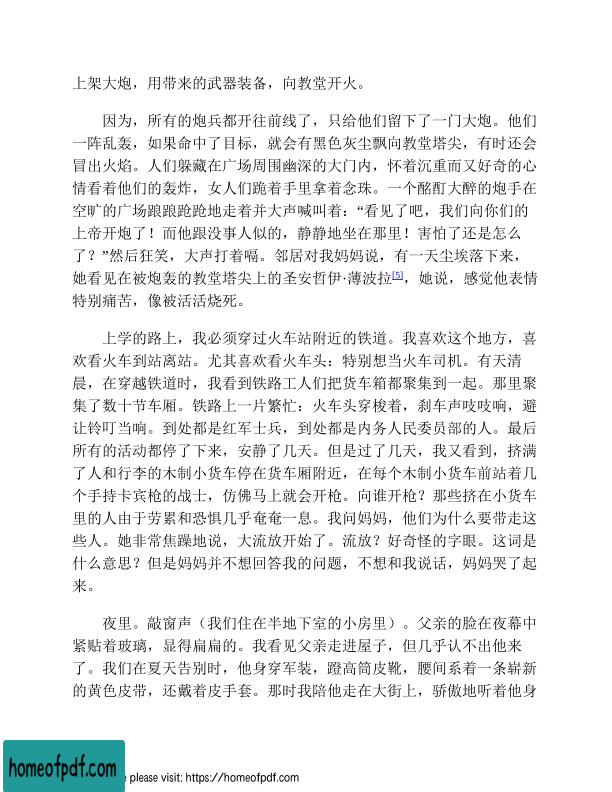 上架大炮，用带来的武器装备，向教堂开火。
因为，所有的炮兵都开往前线了，只给他们留下了一门大炮。他们
一阵乱轰，如果命中了目标，就会有黑色灰尘飘向教堂塔尖，有时还会
冒出火焰。人们躲藏在广场周围幽深的大门内，怀着沉重而又好奇的心
情看着他们的轰炸，女人们跪着手里拿着念珠。一个酩酊大醉的炮手在
空旷的广场踉踉跄跄地走着并大声喊叫着：“看见了吧，我们向你们的
上帝开炮了！而他跟没事人似的，静静地坐在那里！害怕了还是怎么
了？”然后狂笑，大声打着嗝。邻居对我妈妈说，有一天尘埃落下来，
她看见在被炮轰的教堂塔尖上的圣安哲伊·薄波拉[5]，她说，感觉他表情
特别痛苦，像被活活烧死。
上学的路上，我必须穿过火车站附近的铁道。我喜欢这个地方，喜
欢看火车到站离站。尤其喜欢看火车头：特别想当火车司机。有天清
晨，在穿越铁道时，我看到铁路工人们把货车箱都聚集到一起。那里聚
集了数十节车厢。铁路上一片繁忙：火车头穿梭着，刹车声吱吱响，避
让铃叮当响。到处都是红军士兵，到处都是内务人民委员部的人。最后
所有的活动都停了下来，安静了几天。但是过了几天，我又看到，挤满
了人和行李的木制小货车停在货车厢附近，在每个木制小货车前站着几
个手持卡宾枪的战士，仿佛马上就会开枪。向谁开枪？那些挤在小货车
里的人由于劳累和恐惧几乎奄奄一息。我问妈妈，他们为什么要带走这
些人。她非常焦躁地说，大流放开始了。流放？好奇怪的字眼。这词是
什么意思？但是妈妈并不想回答我的问题，不想和我说话，妈妈哭了起
来。
夜里。敲窗声（我们住在半地下室的小房里）。父亲的脸在夜幕中
紧贴着玻璃，显得扁扁的。我看见父亲走进屋子，但几乎认不出他来
了。我们在夏天告别时，他身穿军装，蹬高筒皮靴，腰间系着一条崭新
的黄色皮带，还戴着皮手套。那时我陪他走在大街上，骄傲地听着他身
homeofpdf.com
e please visit: https://homeofpdf.com